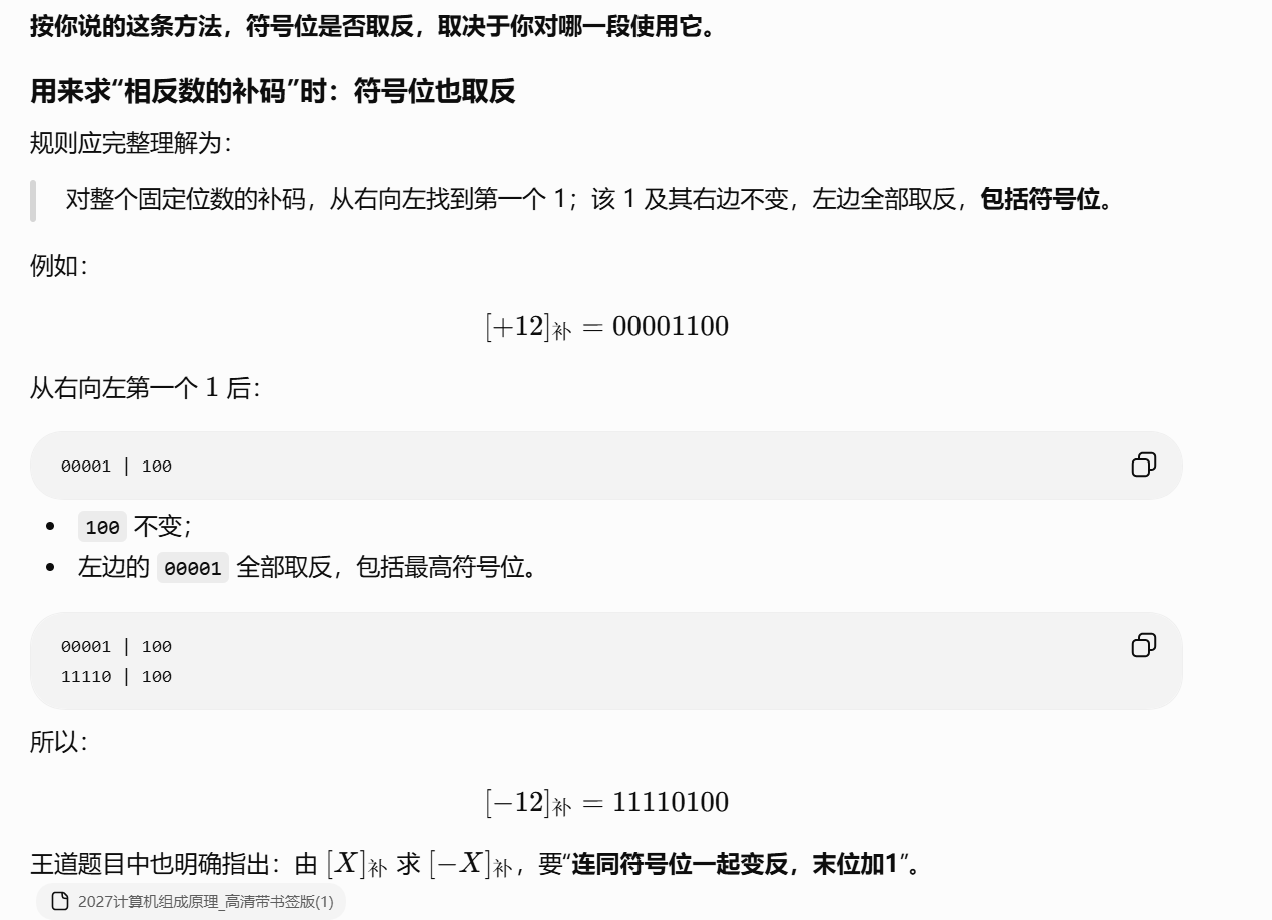 按你说的这条方法，符号位是否取反，取决于你对哪一段使用它。
用来求“相反数的补码”时：符号位也取反
规则应完整理解为：
对整个固定位数的补码，从右向左找到第一个 1；该 1 及其右边不变，左边全部取反，包括符号位。
例如：
[+12]补 = 00001100
从右向左第一个 1 后：
00001 | 100
100 不变；
左边的 00001 全部取反，包括最高符号位。
00001 | 100
11110 | 100
所以：
[−12]补 = 11110100
王道题目中也明确指出：由 [X]补 求 [−X]补，要“连同符号位一起变反，末位加1”。
2027计算机组成原理_高清带书签版(1)